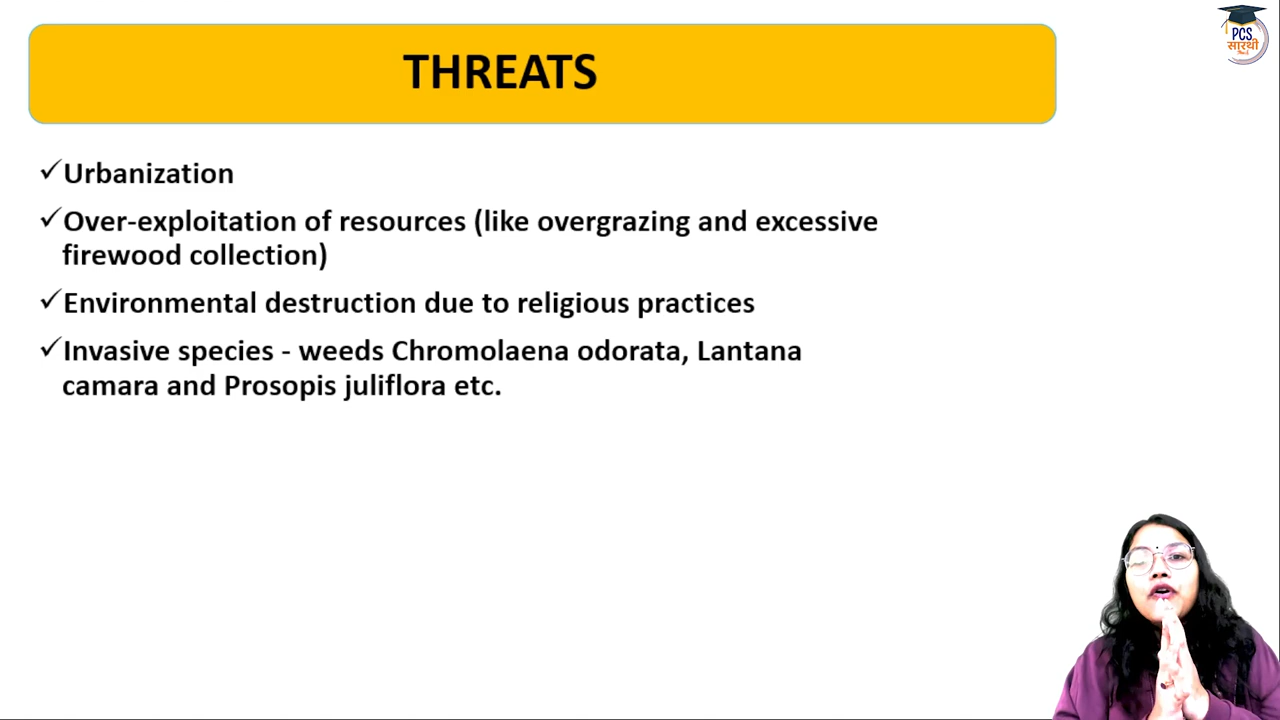 THREATS
PCS
सारथी
✓Urbanization
✓Over-exploitation of resources (like overgrazing and excessive
firewood collection)
✓Environmental destruction due to religious practices
✓Invasive species - weeds Chromolaena odorata, Lantana
camara and Prosopis juliflora etc.